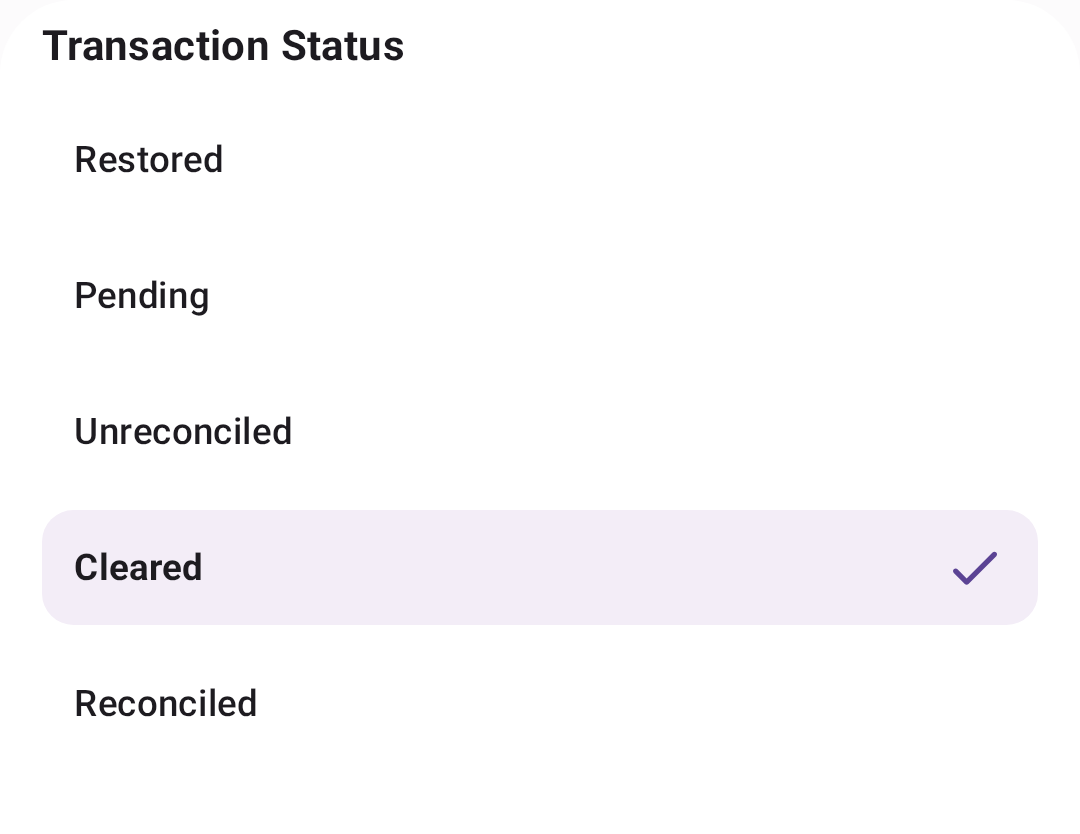 Transaction Status
Restored
Pending
Unreconciled
Cleared
Reconciled